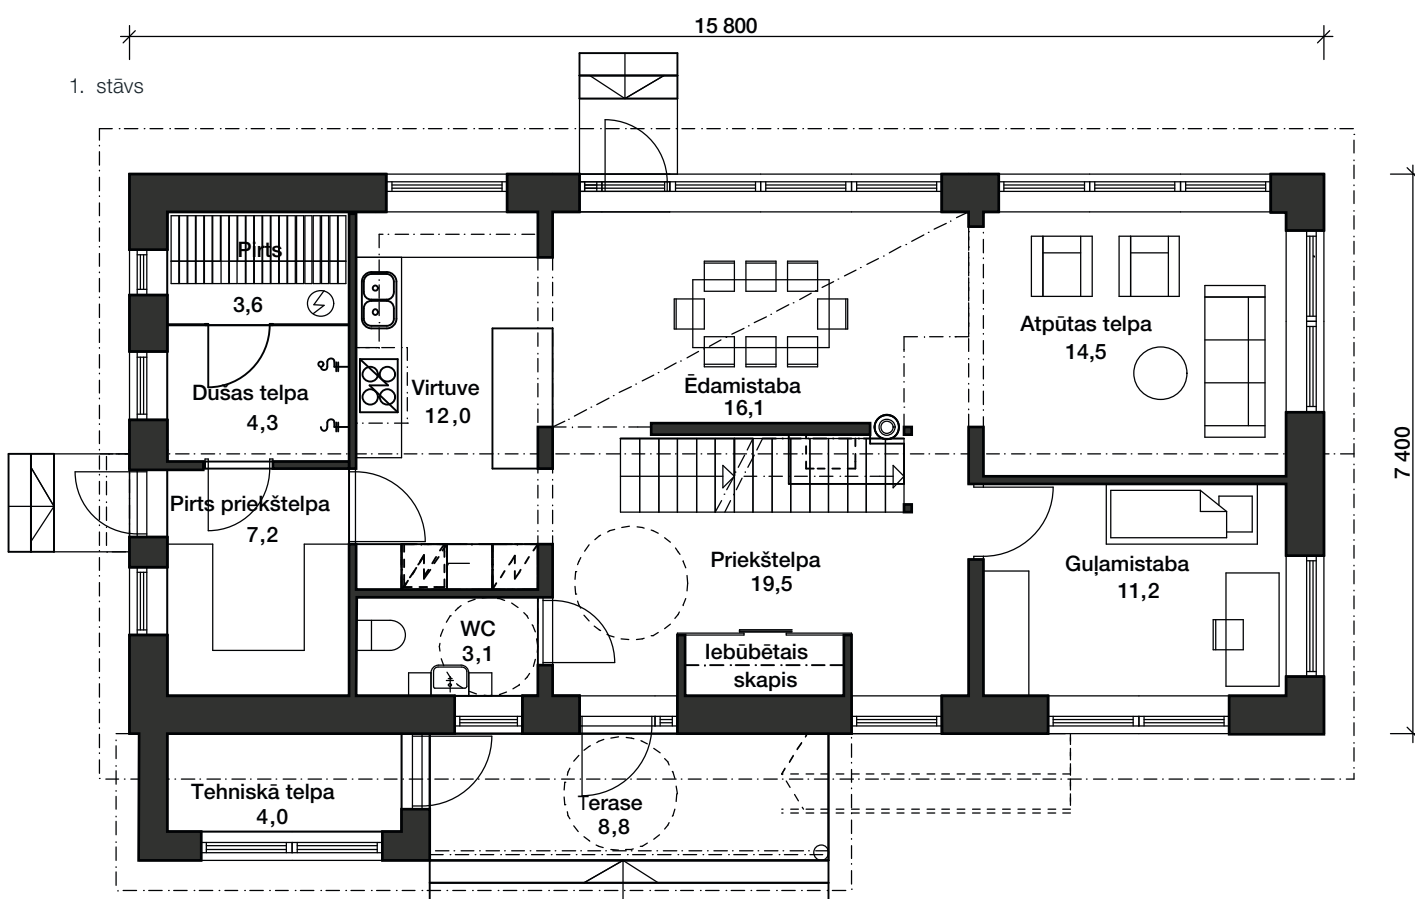 15 800
1. stāvs
Pirts
3,6
Dušas telpa
4,3
Virtuve
12,0
Ēdamistaba
16,1
Atpūtas telpa
14,5
7 400
Pirts priekštelpa
7,2
Priekštelpa
19,5
Guļamistaba
11,2
WC
3,1
Iebūbētais
skapis
Tehniskā telpa
4,0
Terase
8,8